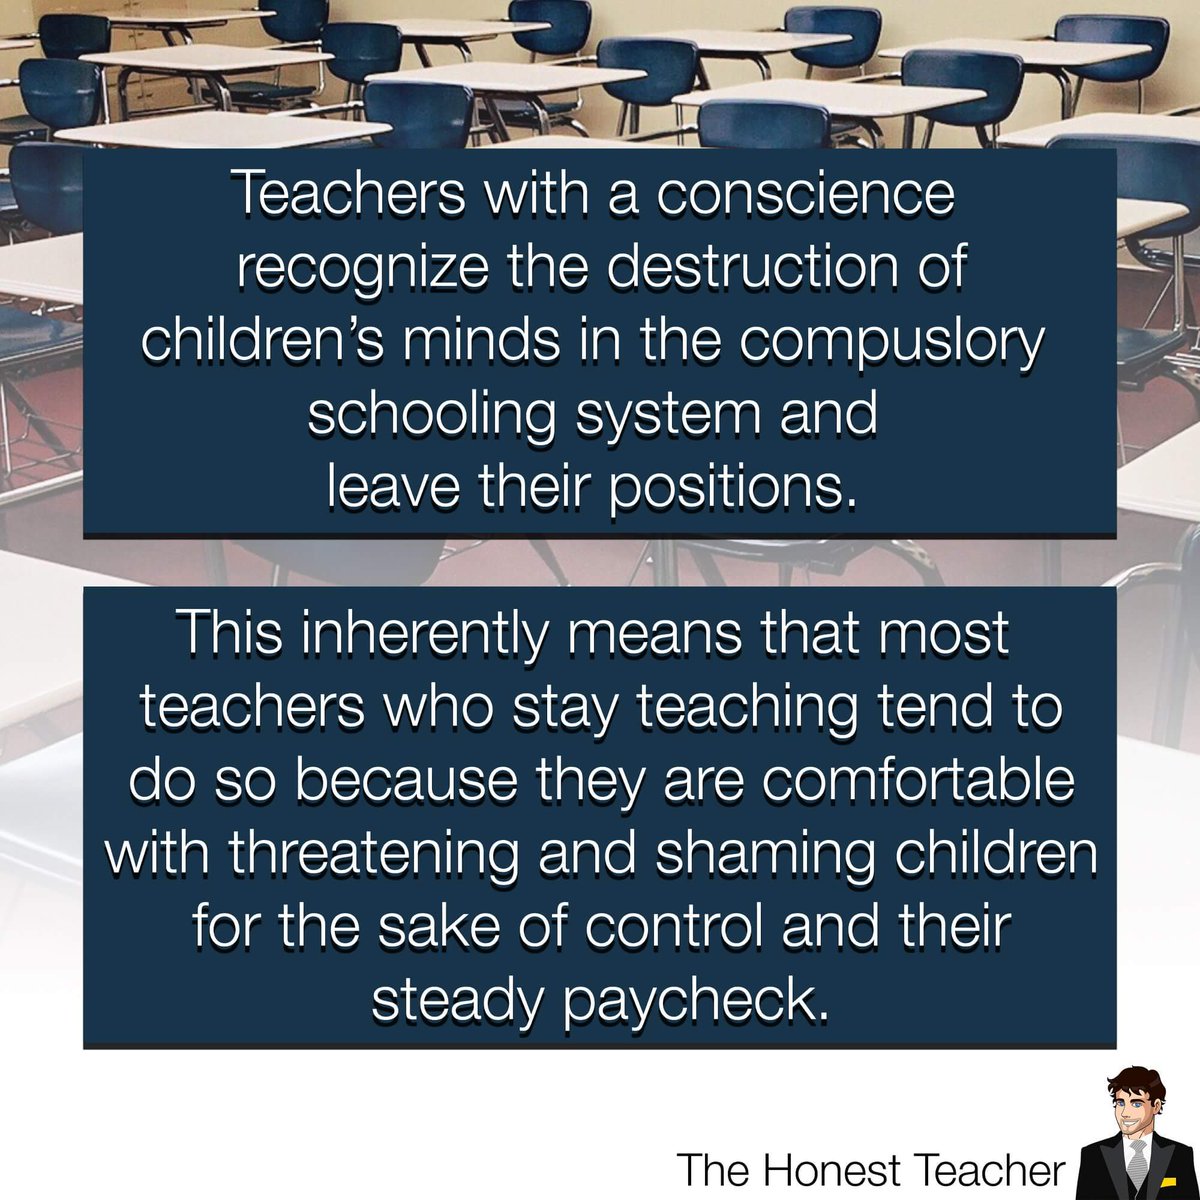 Teachers with a conscience
recognize the destruction of
children’s minds in the compuslory
schooling system and
leave their positions.
This inherently means that most
teachers who stay teaching tend to
do so because they are comfortable
with threatening and shaming children
for the sake of control and their
steady paycheck.
The Honest Teacher